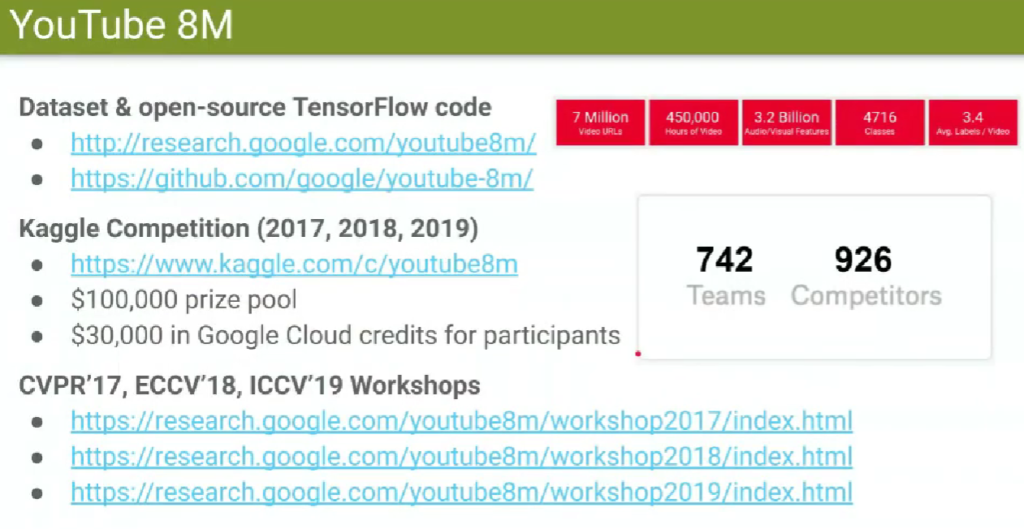 YouTube 8M
Dataset & open-source TensorFlow code
● http://research.google.com/youtube8m/
● https://github.com/google/youtube-8m/
7 Million
Video URLs
450,000
Hours of Video
3.2 Billion
Audio/Visual Features
4716
Classes
3.4
Avg. Labels / Video
Kaggle Competition (2017, 2018, 2019)
● https://www.kaggle.com/c/youtube8m
● $100,000 prize pool
● $30,000 in Google Cloud credits for participants
742
Teams
926
Competitors
CVPR’17, ECCV’18, ICCV’19 Workshops
● https://research.google.com/youtube8m/workshop2017/index.html
● https://research.google.com/youtube8m/workshop2018/index.html
● https://research.google.com/youtube8m/workshop2019/index.html